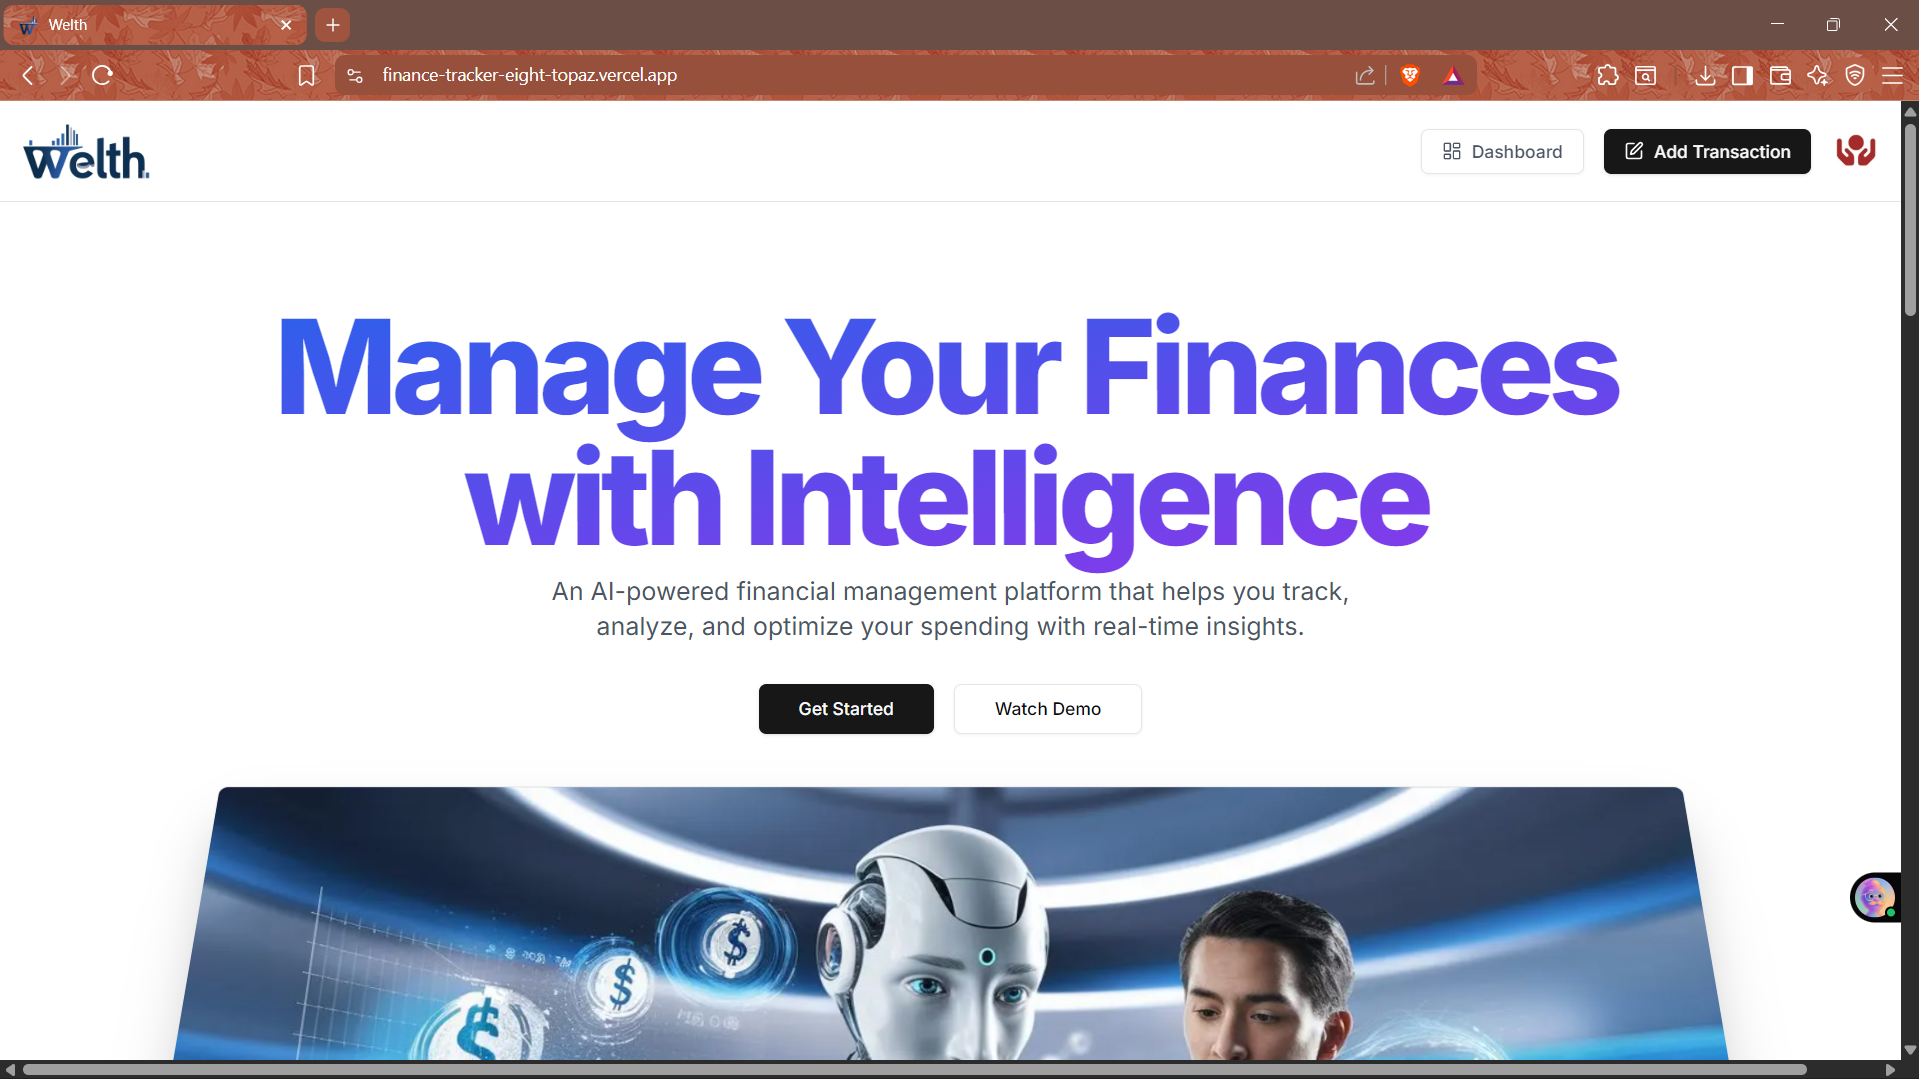 Welth
finance-tracker-eight-topaz.vercel.app
Welth.
Dashboard
Add Transaction
Manage Your Finances
with Intelligence
An AI-powered financial management platform that helps you track,
analyze, and optimize your spending with real-time insights.
Get Started
Watch Demo
$
$
$